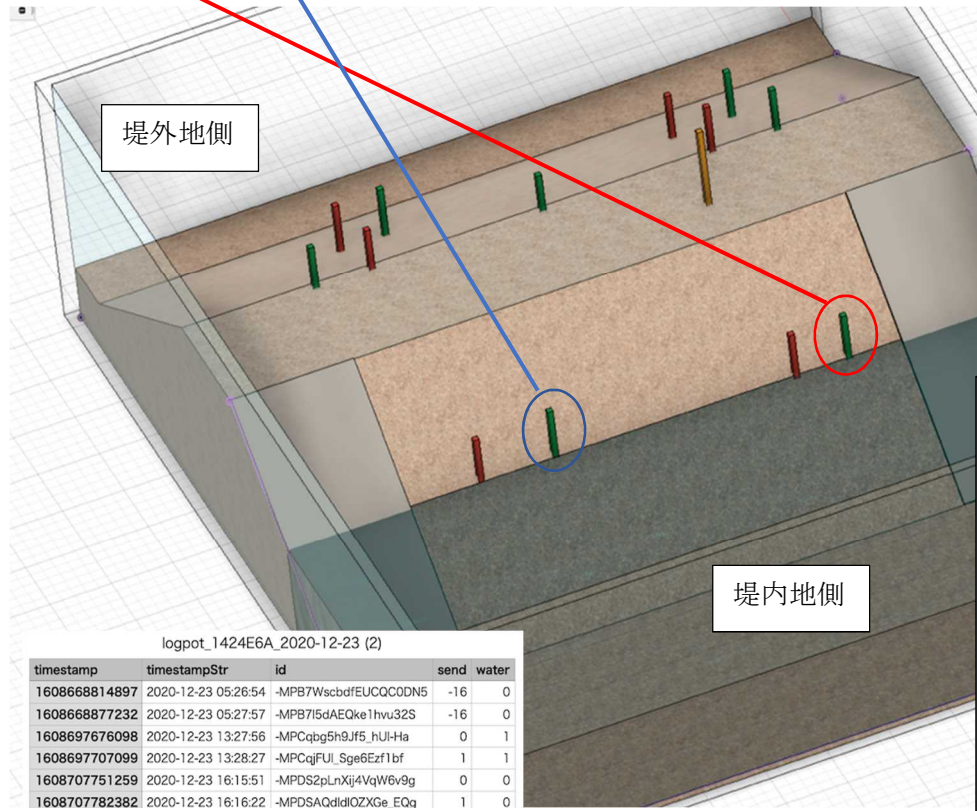 堤外地側
堤内地側
logpot_1424E6A_2020-12-23 (2)
timestamp timestampStr id send water
1608668814897 2020-12-23 05:26:54 -MPB7WscbdfEUCQC0DN5 -16 0
1608668877232 2020-12-23 05:27:57 -MPB7l5dAEQke1hvu32S -16 0
1608697676098 2020-12-23 13:27:56 -MPCqbg5h9Jf5_hUl-Ha 0 1
1608697707099 2020-12-23 13:28:27 -MPCqjFUl_Sge6Ezf1bf 1 1
1608707751259 2020-12-23 16:15:51 -MPDS2pLnXij4VqW6v9g 0 0
1608707782382 2020-12-23 16:16:22 -MPDSAQdldlOZXGe_EQg 1 0